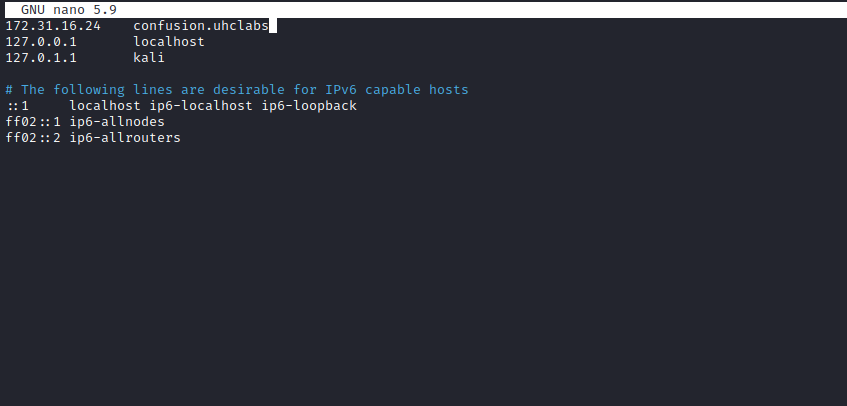 GNU nano 5.9
172.31.16.24    confusion.uhclabs
127.0.0.1       localhost
127.0.1.1       kali
# The following lines are desirable for IPv6 capable hosts
::1     localhost ip6-localhost ip6-loopback
ff02::1 ip6-allnodes
ff02::2 ip6-allrouters